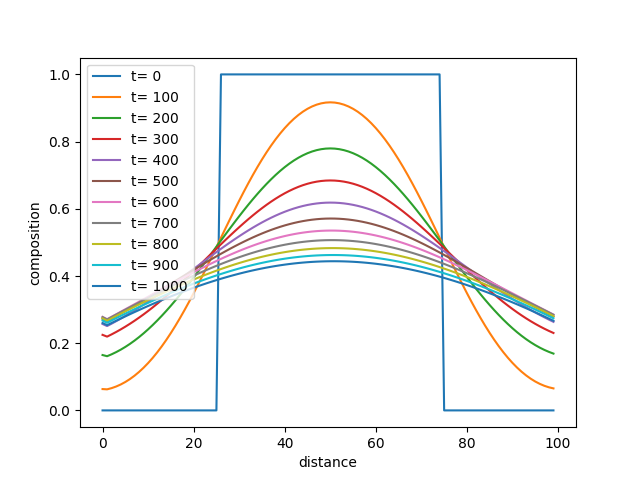 1.0
0.8
0.6
0.4
0.2
0.0
composition
t= 0
t= 100
t= 200
t= 300
t= 400
t= 500
t= 600
t= 700
t= 800
t= 900
t= 1000
0 20 40 60 80 100
distance